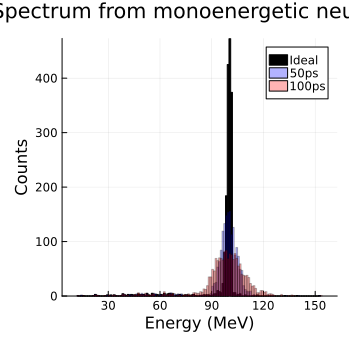 Spectrum from monoenergetic neu
Ideal
50ps
100ps
Counts
400
300
200
100
0
30 60 90 120 150
Energy (MeV)